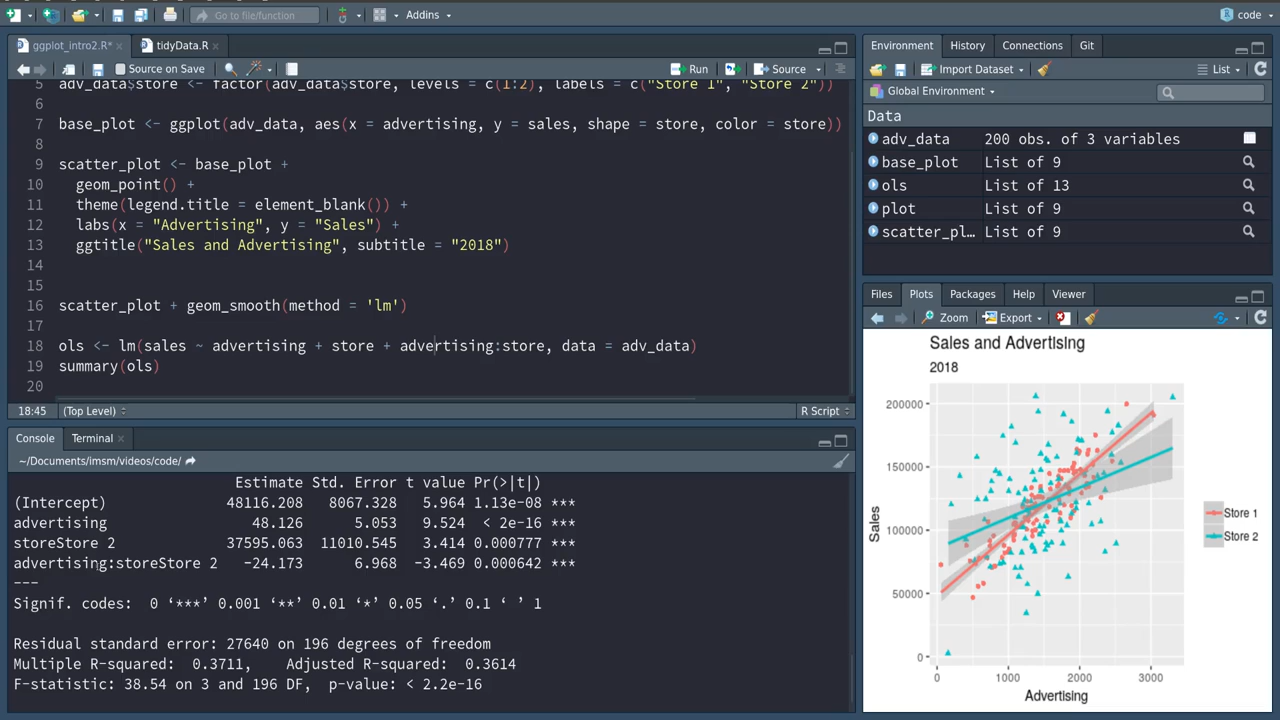 Go to file/function
Addins
code
ggplot_intro2.R* ×
tidyData.R ×
Source on Save
Run
Source
5 adv_data$store <- factor(adv_data$store, levels = c(1:2), labels = c("Store 1", "Store 2"))
6
7 base_plot <- ggplot(adv_data, aes(x = advertising, y = sales, shape = store, color = store))
8
9 scatter_plot <- base_plot +
10 geom_point() +
11 theme(legend.title = element_blank()) +
12 labs(x = "Advertising", y = "Sales") +
13 ggtitle("Sales and Advertising", subtitle = "2018")
14
15
16 scatter_plot + geom_smooth(method = 'lm')
17
18 ols <- lm(sales ~ advertising + store + advertising:store, data = adv_data)
19 summary(ols)
20
18:45 (Top Level)
R Script
Console
Terminal ×
~/Documents/imsm/videos/code/
Estimate Std. Error t value Pr(>|t|)
(Intercept) 48116.208 8067.328 5.964 1.13e-08 ***
advertising 48.126 5.053 9.524 < 2e-16 ***
storeStore 2 37595.063 11010.545 3.414 0.000777 ***
advertising:storeStore 2 -24.173 6.968 -3.469 0.000642 ***
---
Signif. codes: 0 ‘***’ 0.001 ‘**’ 0.01 ‘*’ 0.05 ‘.’ 0.1 ‘ ’ 1
Residual standard error: 27640 on 196 degrees of freedom
Multiple R-squared: 0.3711, Adjusted R-squared: 0.3614
F-statistic: 38.54 on 3 and 196 DF, p-value: < 2.2e-16
Environment
History
Connections
Git
Import Dataset
List
Global Environment
Data
adv_data 200 obs. of 3 variables
base_plot List of 9
ols List of 13
plot List of 9
scatter_pl… List of 9
Files
Plots
Packages
Help
Viewer
Zoom
Export
Sales and Advertising
2018
200000
150000
100000
50000
0
Sales
0 1000 2000 3000
Advertising
Store 1
Store 2